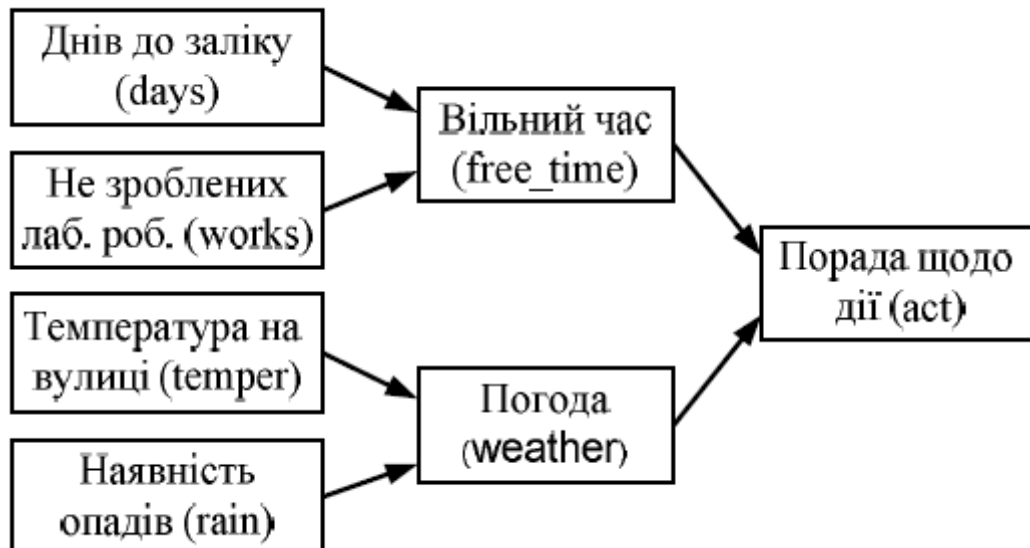 Днів до заліку
(days)
Не зроблених
лаб. роб. (works)
Температура на
вулиці (temper)
Наявність
опадів (rain)
Вільний час
(free_time)
Погода
(weather)
Порада щодо
дії (act)